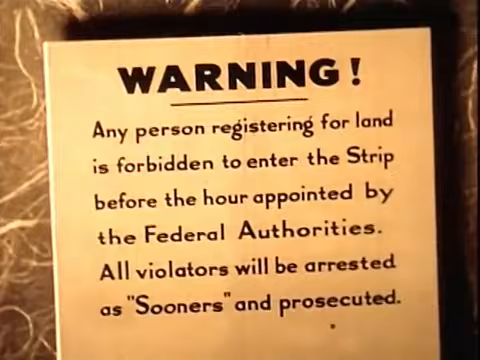 WARNING!
Any person registering for land
is forbidden to enter the Strip
before the hour appointed by
the Federal Authorities.
All violators will be arrested
as "Sooners" and prosecuted.